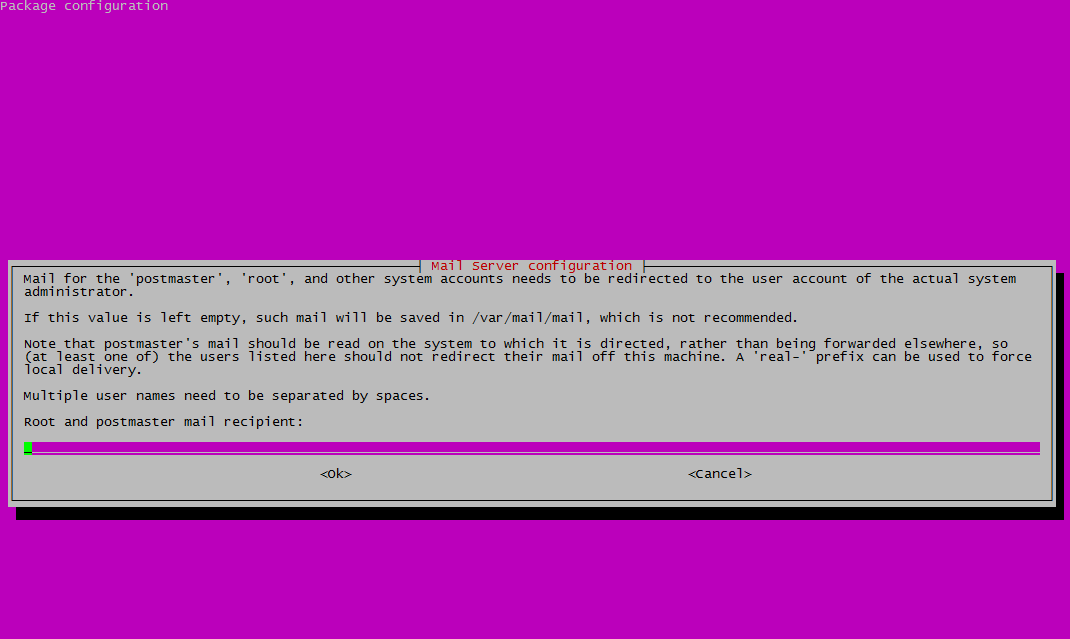 Package configuration
Mail Server configuration
Mail for the 'postmaster', 'root', and other system accounts needs to be redirected to the user account of the actual system
administrator.
If this value is left empty, such mail will be saved in /var/mail/mail, which is not recommended.
Note that postmaster's mail should be read on the system to which it is directed, rather than being forwarded elsewhere, so
(at least one of) the users listed here should not redirect their mail off this machine. A 'real-' prefix can be used to force
local delivery.
Multiple user names need to be separated by spaces.
Root and postmaster mail recipient:
<Ok> <Cancel>